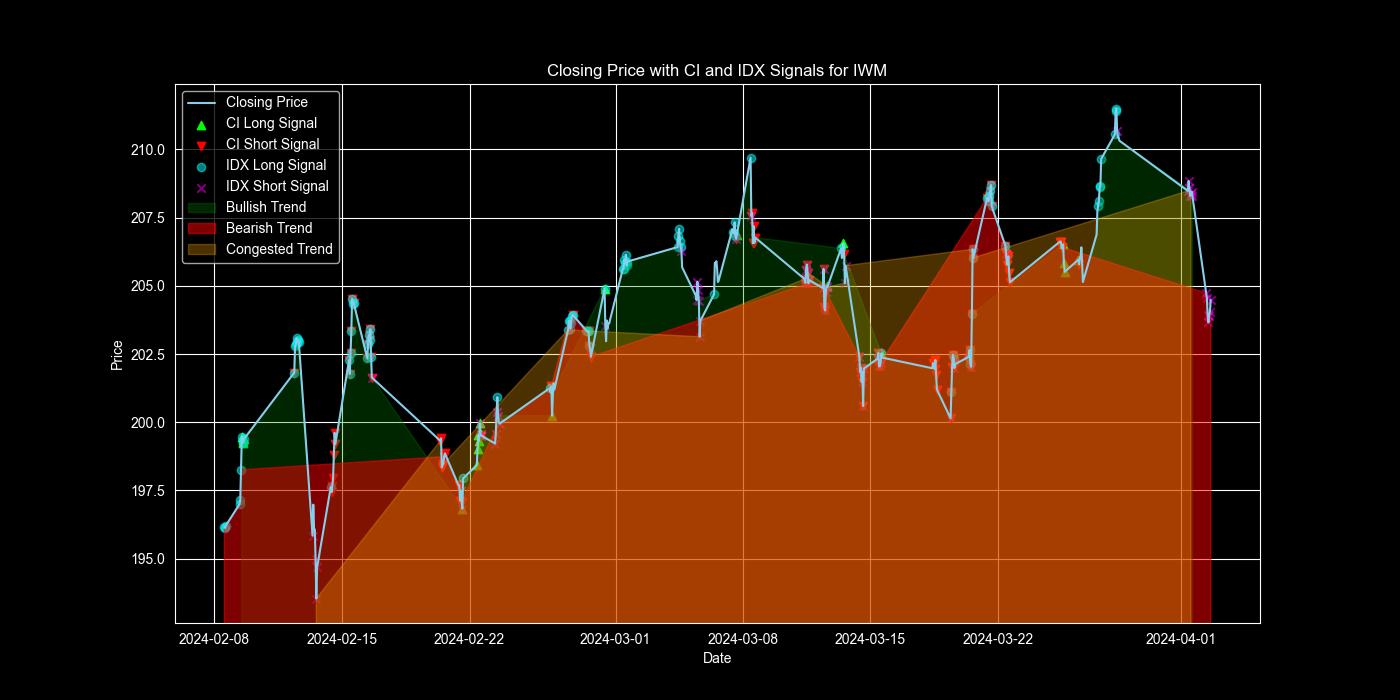 Closing Price with CI and IDX Signals for IWM
Closing Price
CI Long Signal
CI Short Signal
IDX Long Signal
IDX Short Signal
Bullish Trend
Bearish Trend
Congested Trend
Price
210.0
207.5
205.0
202.5
200.0
197.5
195.0
2024-02-08 2024-02-15 2024-02-22 2024-03-01 2024-03-08 2024-03-15 2024-03-22 2024-04-01
Date